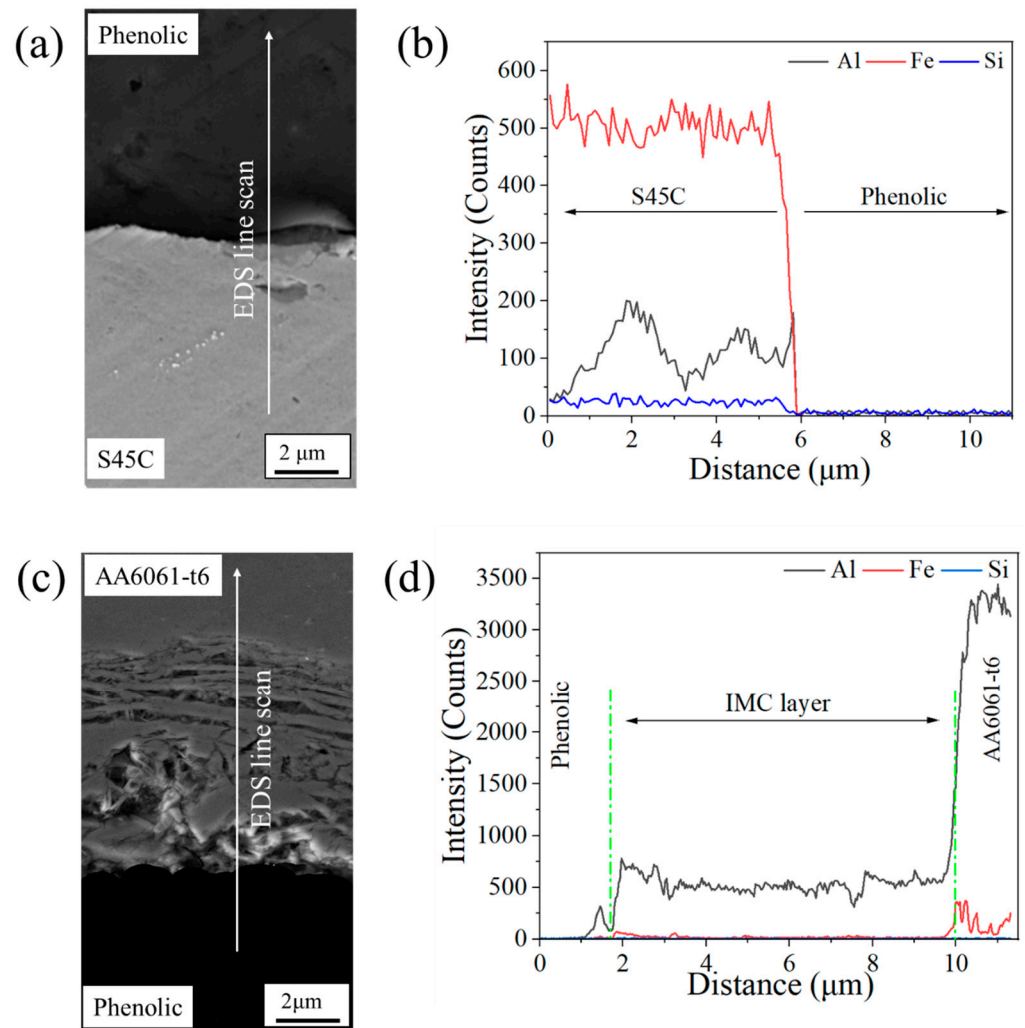 (a)
Phenolic
EDS line scan
S45C
2 μm
(b)
Al Fe Si
600
500
400
300
200
100
0
S45C
Phenolic
Intensity (Counts)
0 2 4 6 8 10
Distance (μm)
(c)
AA6061-t6
EDS line scan
Phenolic
2μm
(d)
Al Fe Si
3500
3000
2500
2000
1500
1000
500
0
Phenolic
IMC layer
AA6061-t6
Intensity (Counts)
0 2 4 6 8 10
Distance (μm)